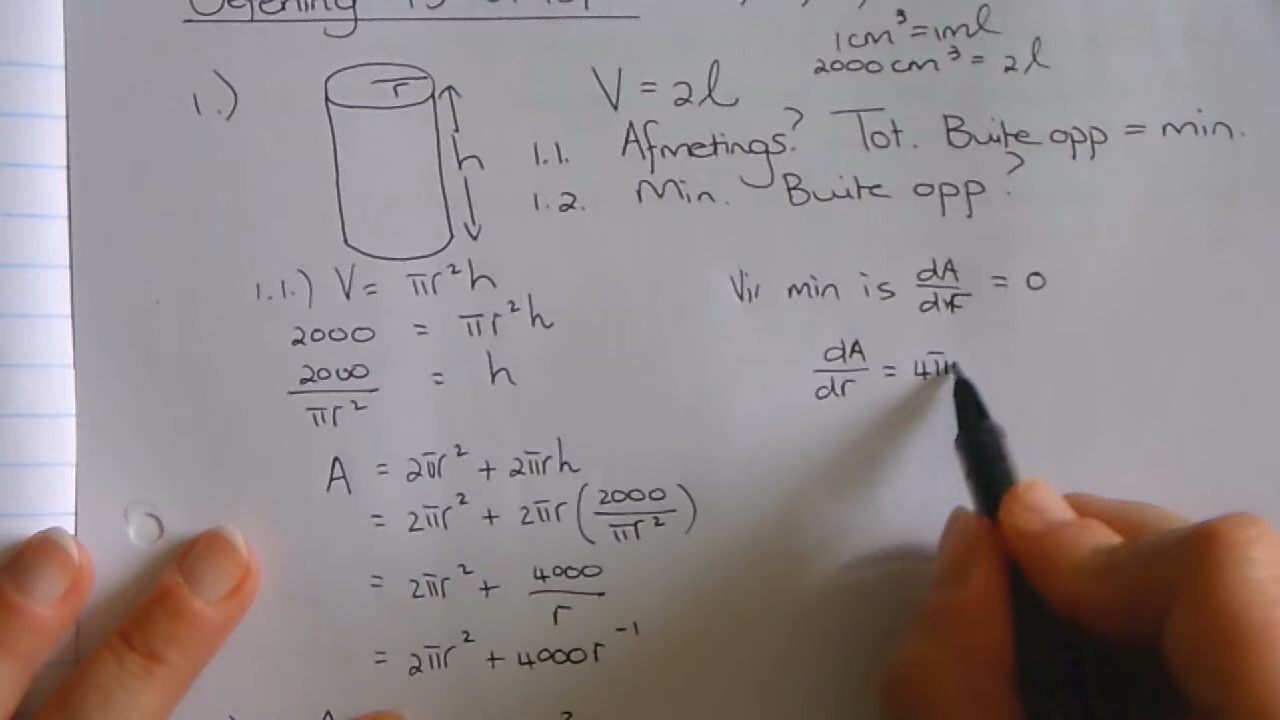 1cm³ = 1ml
2000cm³ = 2l
1.)
r
h
V = 2l
1.1. Afmetings? Tot. Buite opp = min.
1.2. Min. Buite opp?
1.1.) V = πr²h
2000 = πr²h
2000/πr² = h
A = 2πr² + 2πrh
= 2πr² + 2πr(2000/πr²)
= 2πr² + 4000/r
= 2πr² + 4000r⁻¹
Vir min is dA/dr = 0
dA/dr = 4π